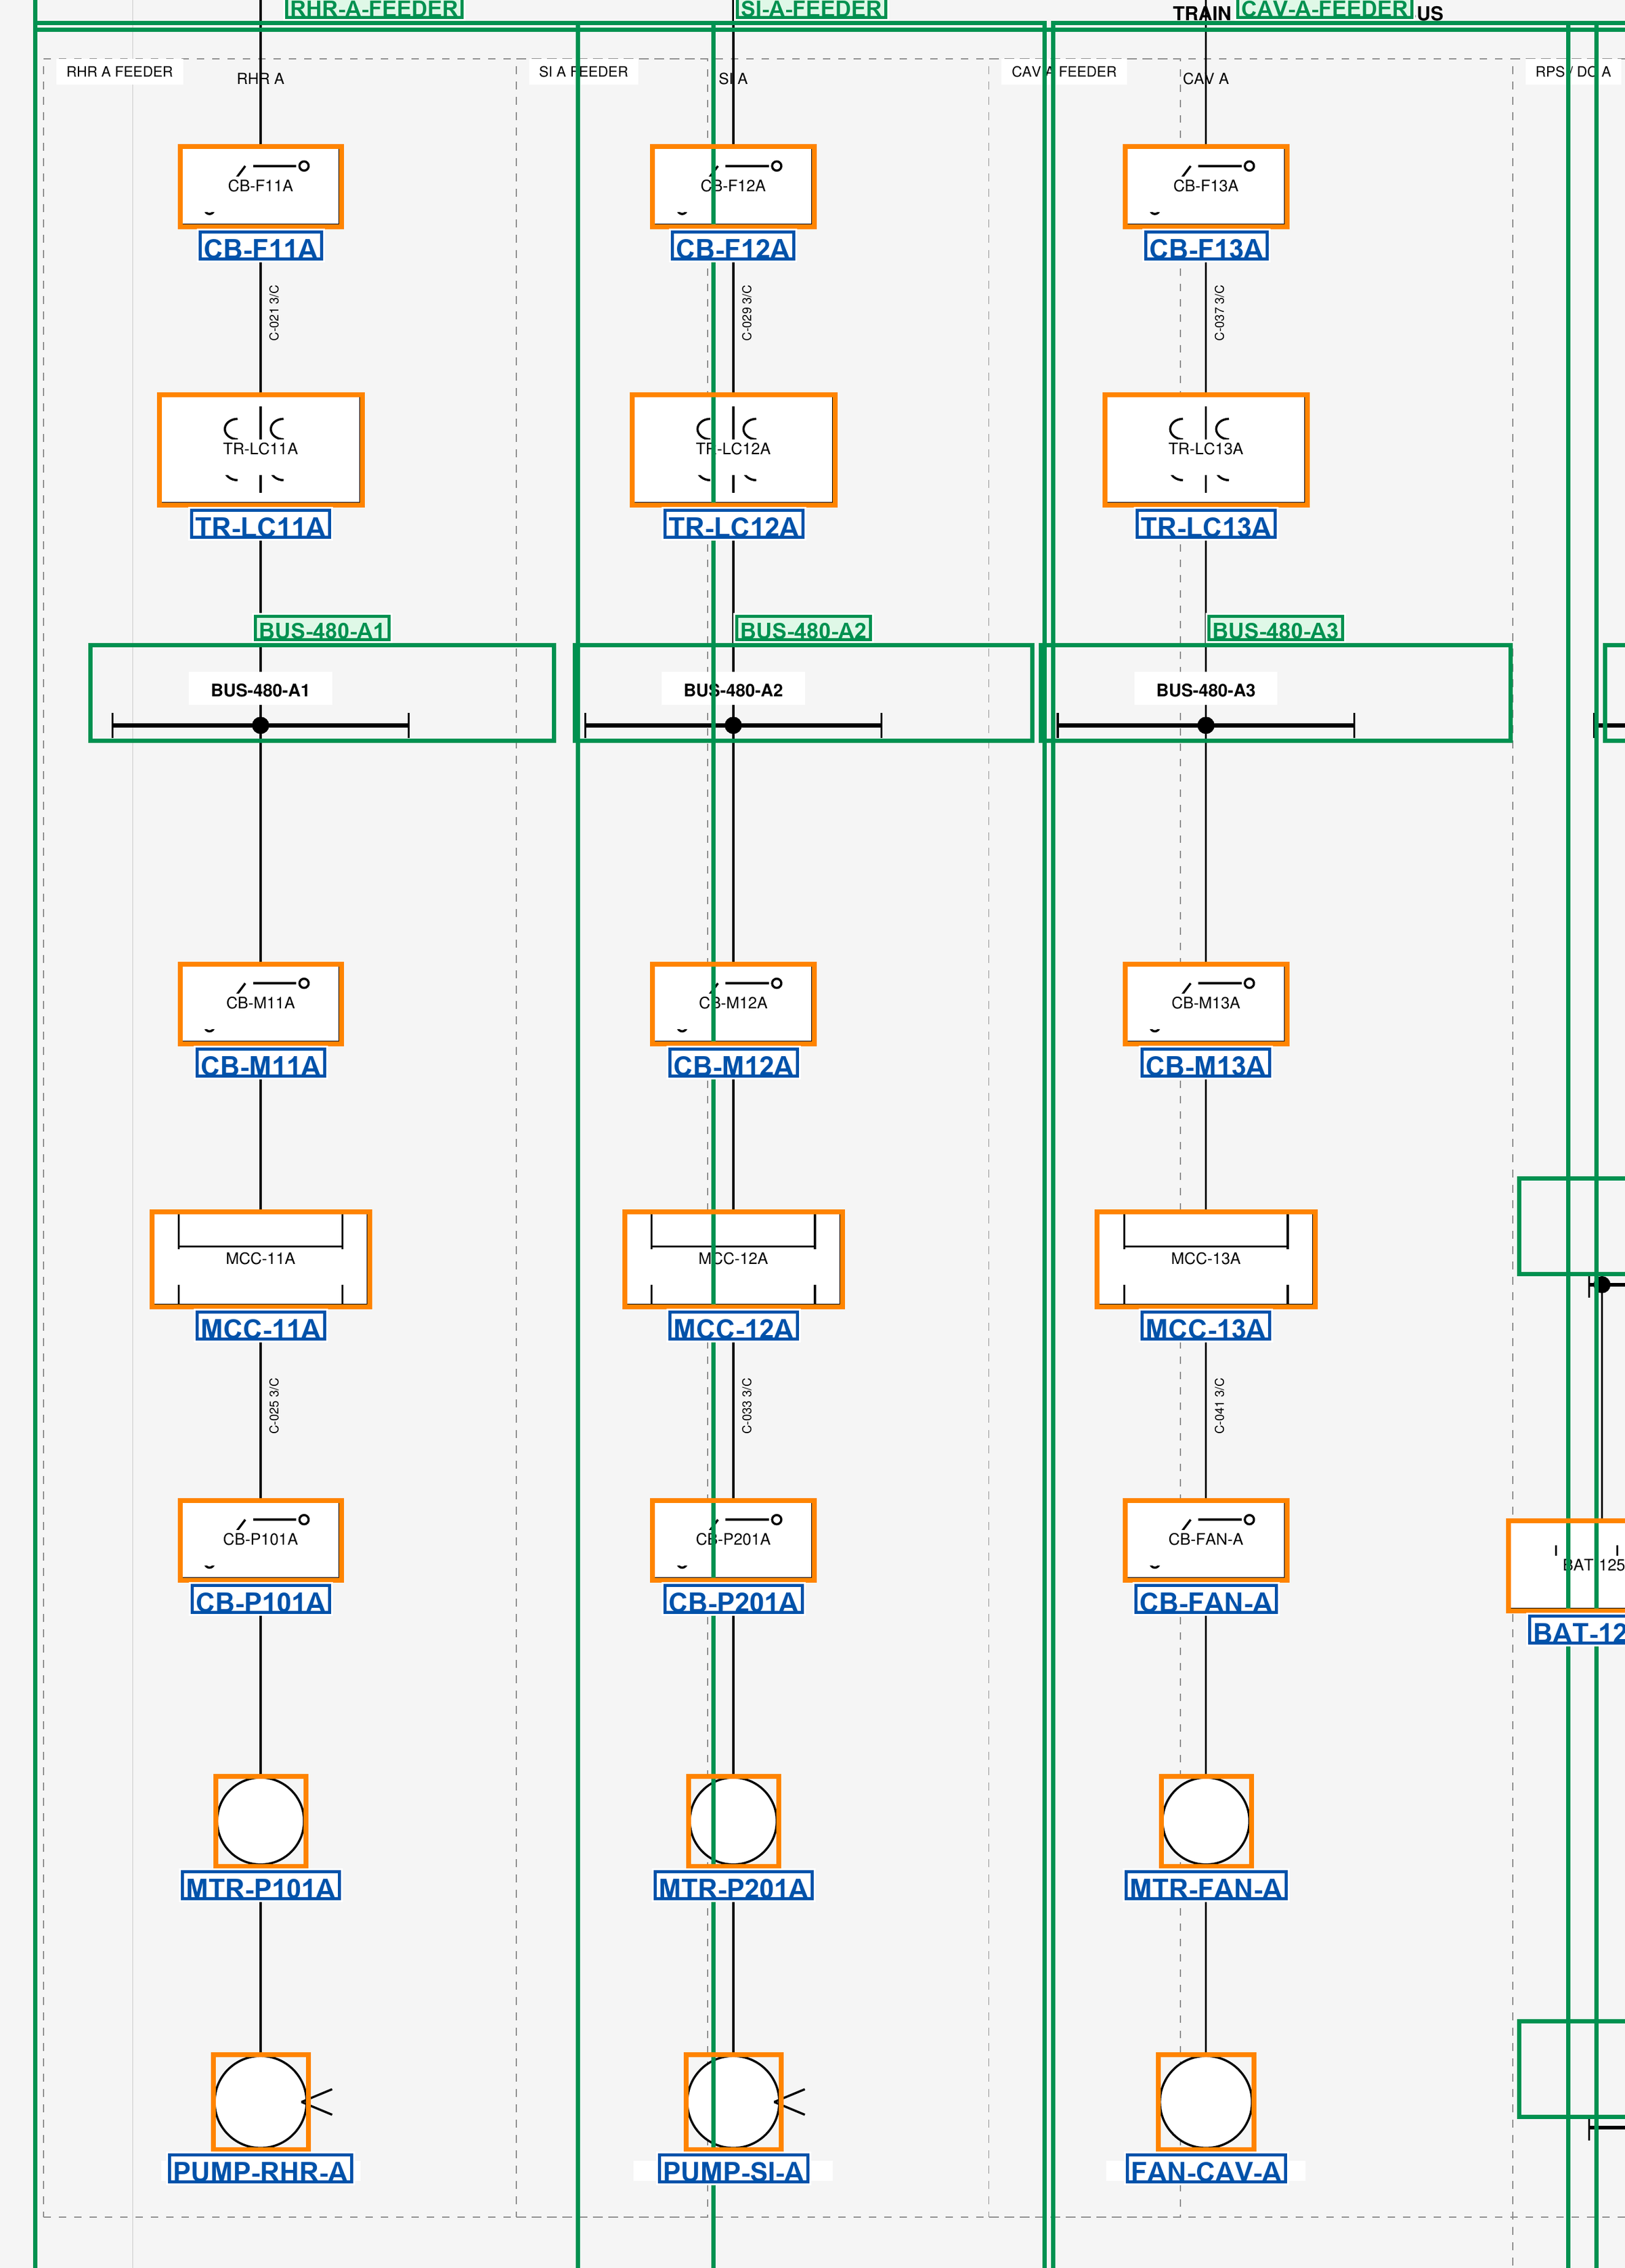 RHR-A-FEEDER
SI-A-FEEDER
TRAIN CAV-A-FEEDER US
RHR A FEEDER
RHR A
SI A FEEDER
SI A
CAV A FEEDER
CAV A
RPS / DC A
CB-F11A
CB-F12A
CB-F13A
CB-F11A
CB-F12A
CB-F13A
C-021 3/C
C-029 3/C
C-037 3/C
TR-LC11A
TR-LC12A
TR-LC13A
TR-LC11A
TR-LC12A
TR-LC13A
BUS-480-A1
BUS-480-A2
BUS-480-A3
BUS-480-A1
BUS-480-A2
BUS-480-A3
CB-M11A
CB-M12A
CB-M13A
CB-M11A
CB-M12A
CB-M13A
MCC-11A
MCC-12A
MCC-13A
MCC-11A
MCC-12A
MCC-13A
C-025 3/C
C-033 3/C
C-041 3/C
CB-P101A
CB-P201A
CB-FAN-A
BAT-125
CB-P101A
CB-P201A
CB-FAN-A
BAT-12
MTR-P101A
MTR-P201A
MTR-FAN-A
PUMP-RHR-A
PUMP-SI-A
FAN-CAV-A